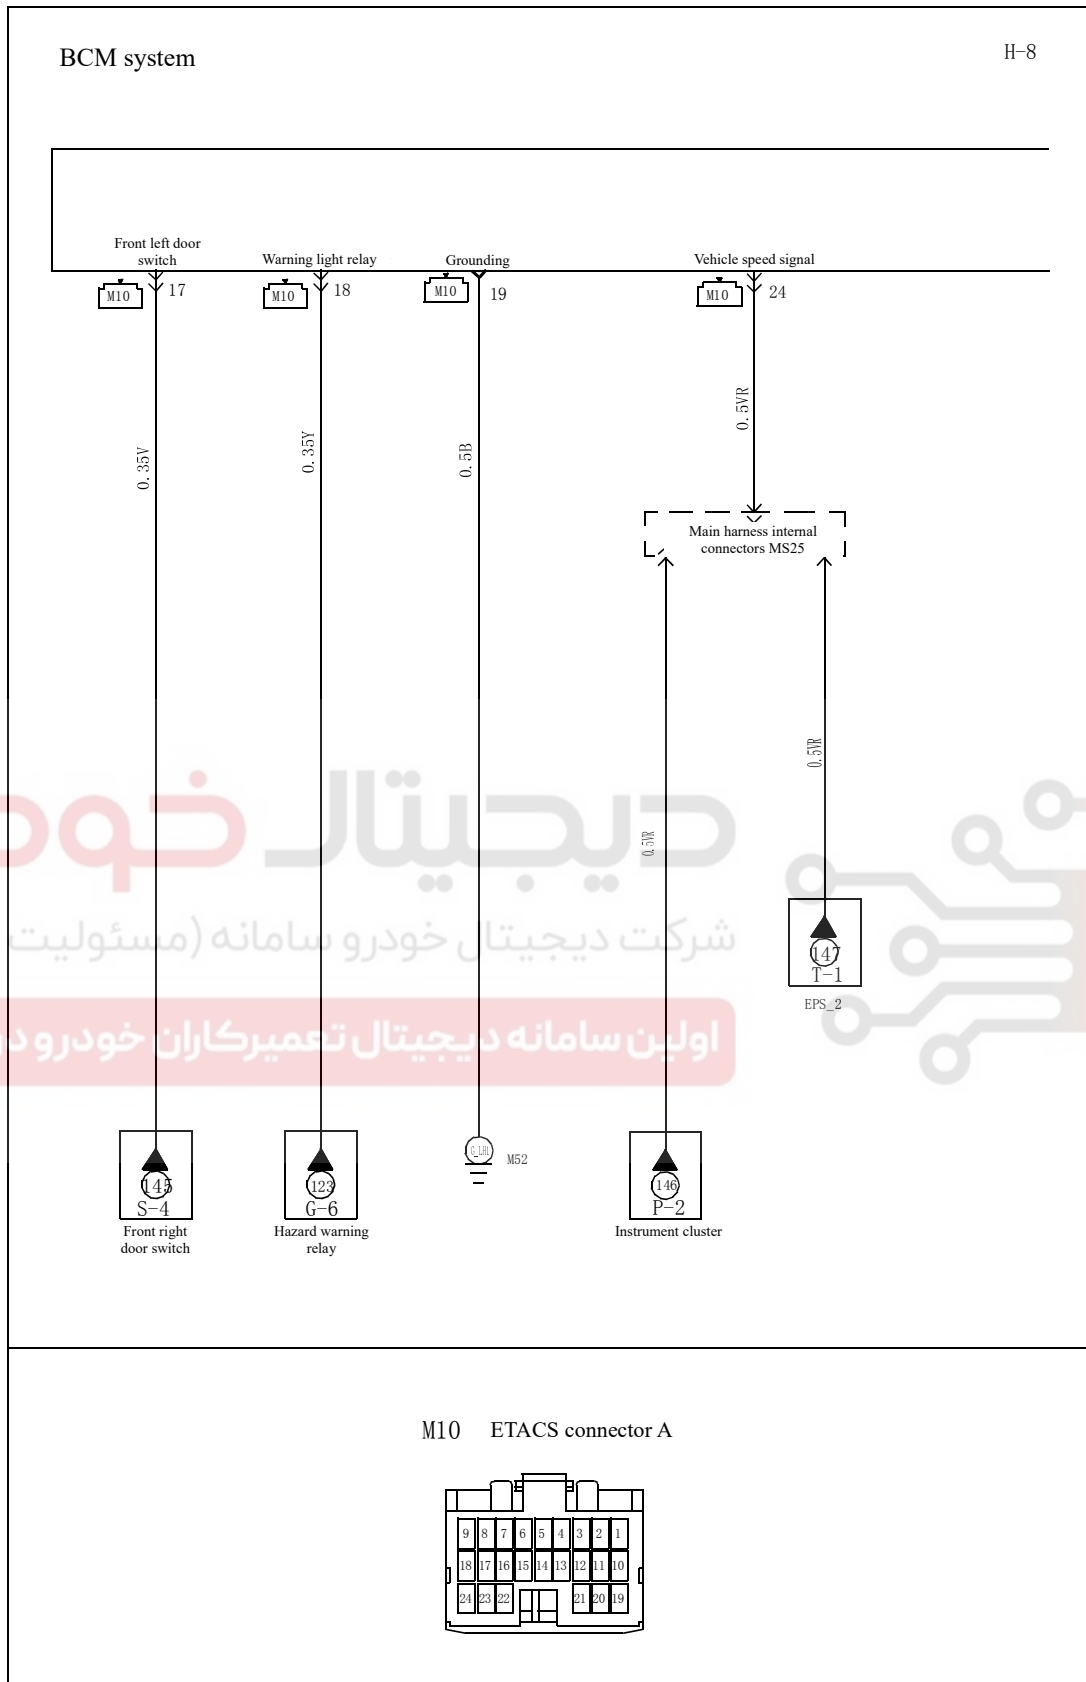 BCM system
H-8
Front left door
switch
Warning light relay
Grounding
Vehicle speed signal
M10
17
M10
18
M10
19
M10
24
0.35V
0.35Y
0.5B
0.5VR
Main harness internal
connectors MS25
0.5VR
0.5VR
دیجیتال خود
شرکت دیجیتال خودرو سامانه (مسئولیت
اولین سامانه دیجیتال تعمیرکاران خودرو در
147
T-1
EPS_2
145
S-4
Front right
door switch
123
G-6
Hazard warning
relay
G_LH1
M52
146
P-2
Instrument cluster
M10 ETACS connector A
9 8 7 6 5 4 3 2 1
18 17 16 15 14 13 12 11 10
24 23 22 21 20 19